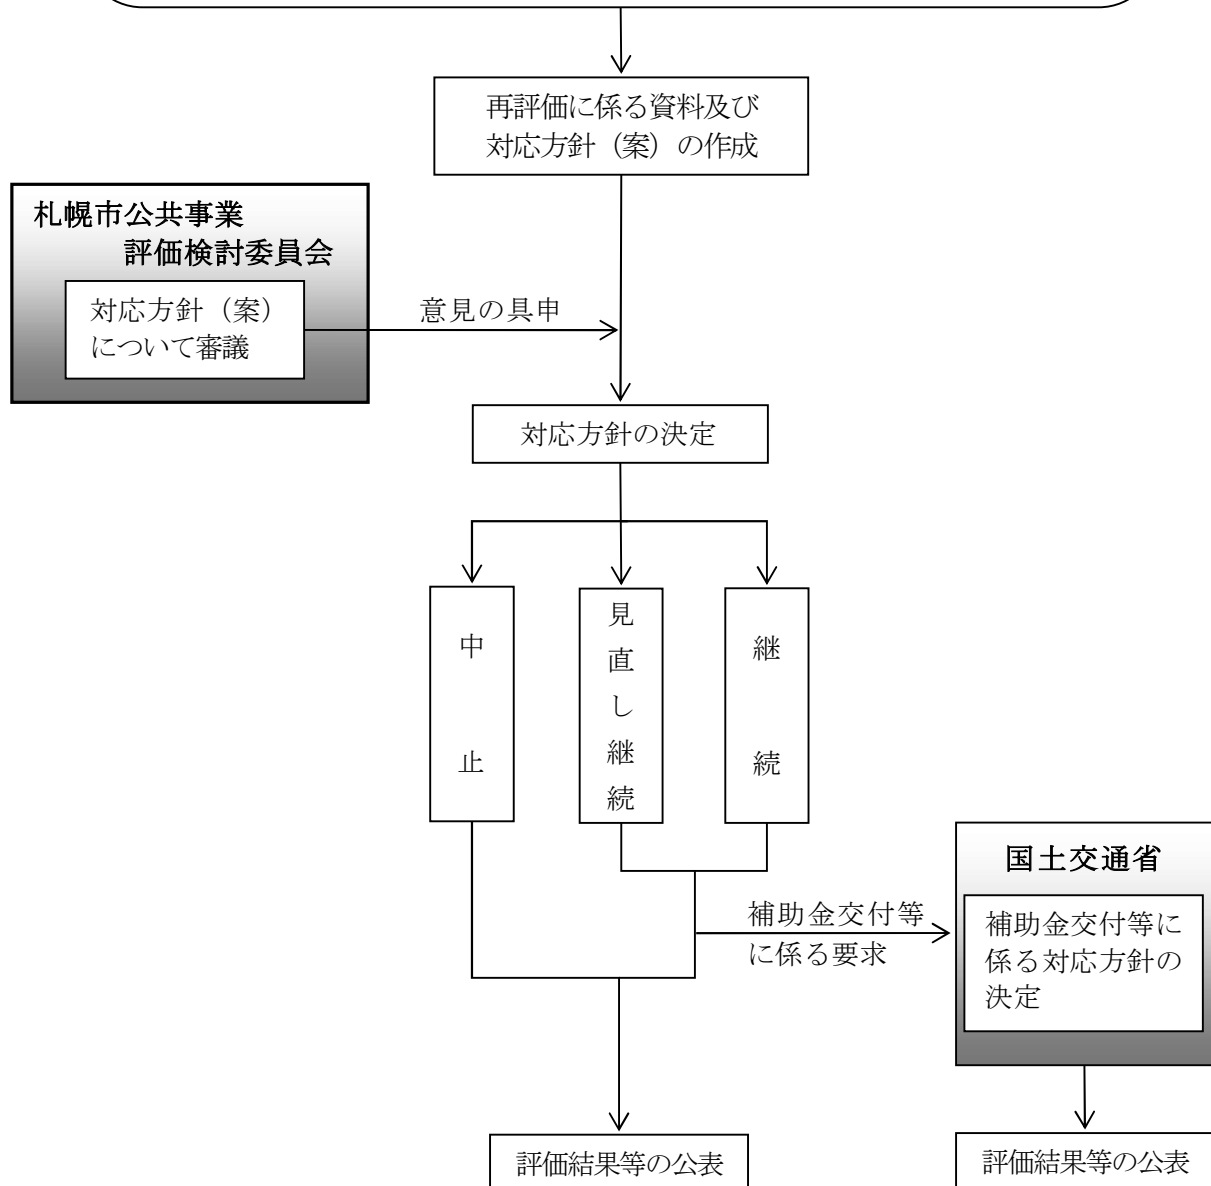 再評価に係る資料及び
対応方針（案）の作成
札幌市公共事業
評価検討委員会
対応方針（案）
について審議
意見の具申
対応方針の決定
中止
見直し継続
継続
補助金交付等
に係る要求
国土交通省
補助金交付等に
係る対応方針の
決定
評価結果等の公表
評価結果等の公表